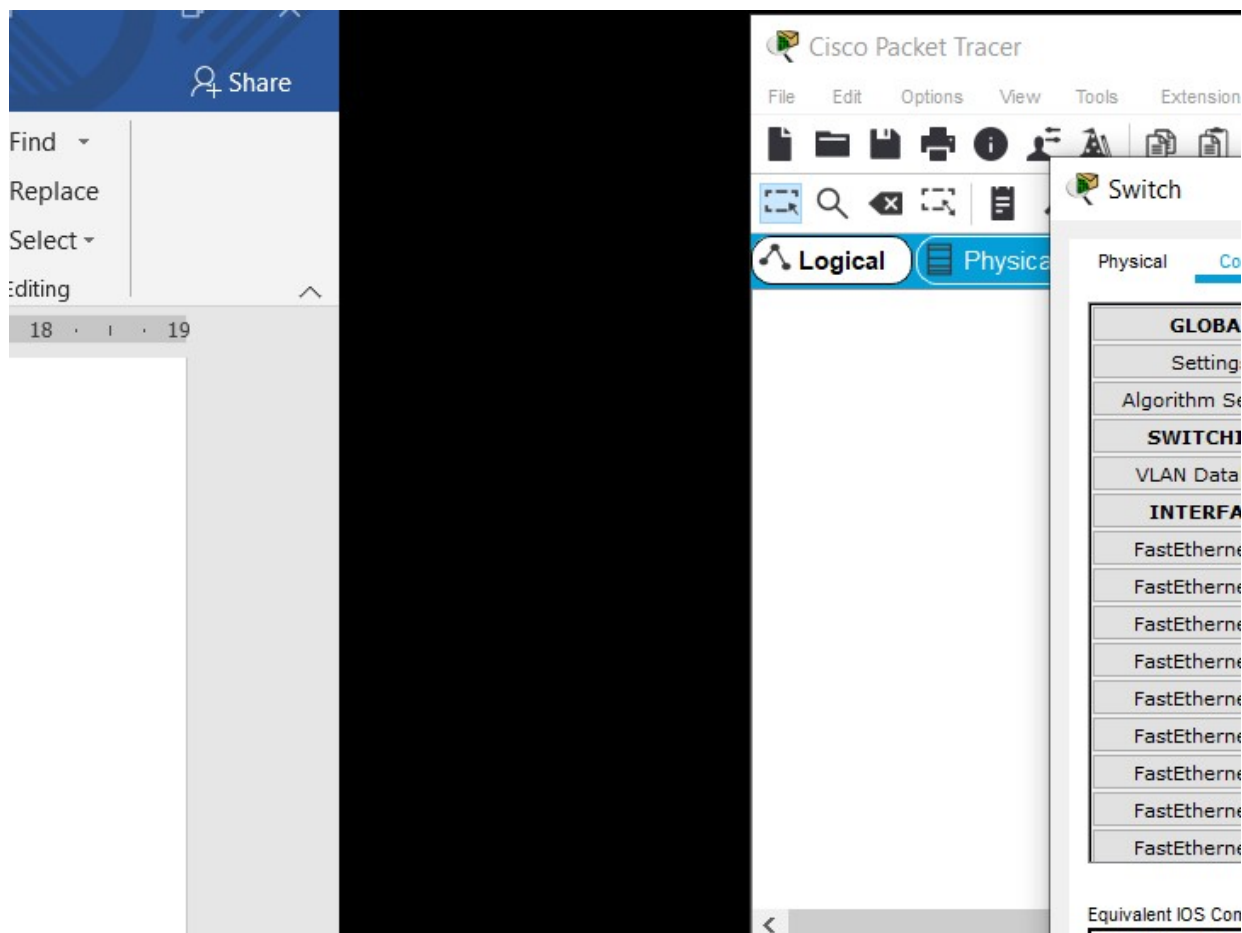 Share
Find
Replace
Select
Editing
18 19
Cisco Packet Tracer
File Edit Options View Tools Extension
Switch
Logical
Physica
Physical Co
GLOBA
Setting
Algorithm Se
SWITCHI
VLAN Data
INTERFA
FastEtherne
FastEtherne
FastEtherne
FastEtherne
FastEtherne
FastEtherne
FastEtherne
FastEtherne
FastEtherne
Equivalent IOS Com